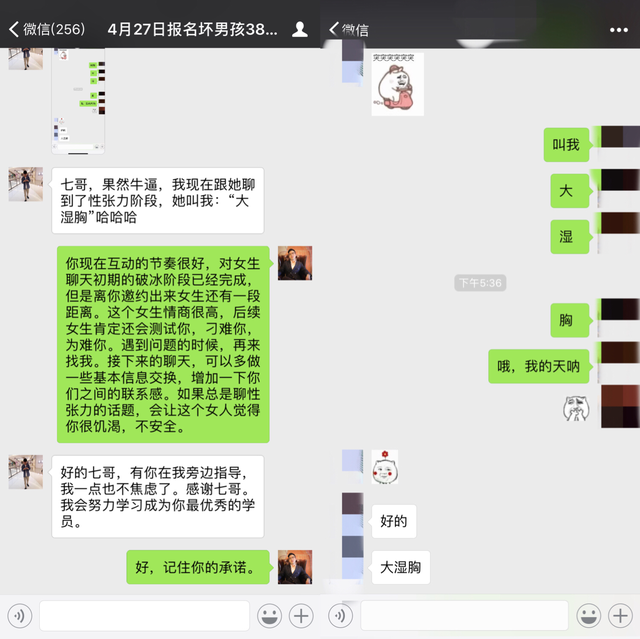 微信(256)
4月27日报名坏男孩38...
七哥，果然牛逼，我现在跟她聊
到了性张力阶段，她叫我：“大
湿胸”哈哈哈
你现在互动的节奏很好，对女生
聊天初期的破冰阶段已经完成，
但是离你邀约出来女生还有一段
距离。这个女生情商很高，后续
女生肯定还会测试你，刁难你，
为难你。遇到问题的时候，再来
找我。接下来的聊天，可以多做
一些基本信息交换，增加一下你
们之间的联系感。如果总是聊性
张力的话题，会让这个女人觉得
你很饥渴，不安全。
好的七哥，有你在我旁边指导，
我一点也不焦虑了。感谢七哥。
我会努力学习成为你最优秀的学
员。
好，记住你的承诺。
微信
突突突突突突
叫我
大
湿
下午5:36
胸
哦，我的天呐
好的
大湿胸